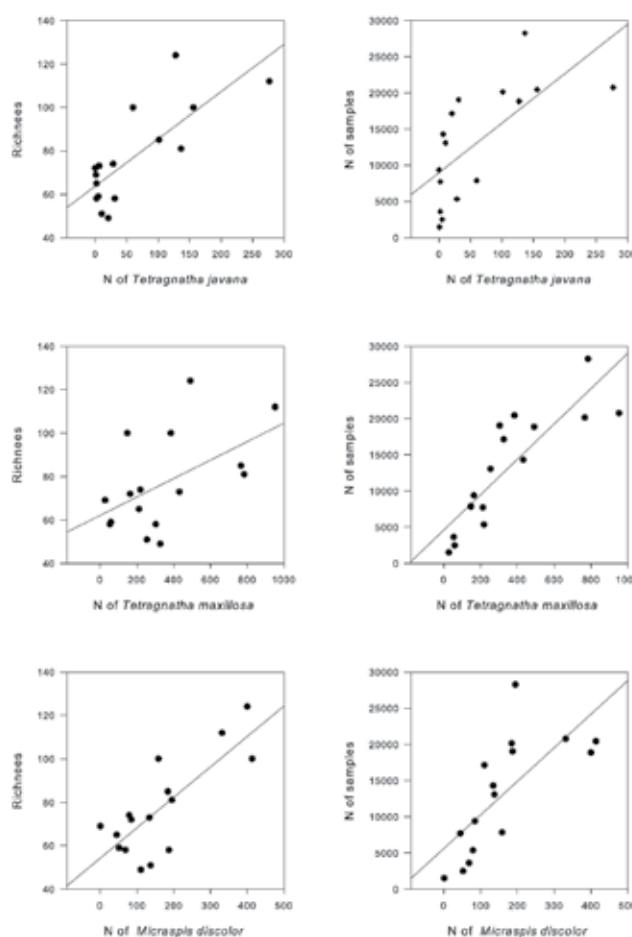 Richnees
140
120
100
80
60
40
0 50 100 150 200 250 300
N of Tetragnatha javana
N of samples
30000
25000
20000
15000
10000
5000
0
0 50 100 150 200 250 300
N of Tetragnatha javana
Richnees
140
120
100
80
60
40
0 200 400 600 800 1000
N of Tetragnatha maxillosa
N of samples
30000
25000
20000
15000
10000
5000
0
0 200 400 600 800 1000
N of Tetragnatha maxillosa
Richnees
140
120
100
80
60
40
0 100 200 300 400 500
N of Micraspis discolor
N of samples
30000
25000
20000
15000
10000
5000
0
0 100 200 300 400 500
N of Micraspis discolor